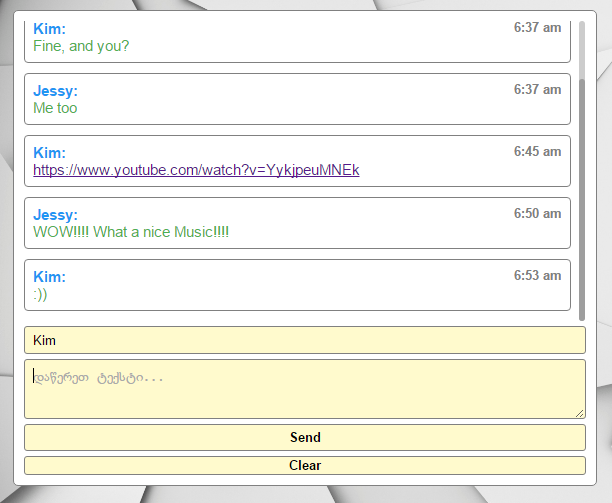 Kim: 6:37 am
Fine, and you?
Jessy: 6:37 am
Me too
Kim: 6:45 am
https://www.youtube.com/watch?v=YykjpeuMNEk
Jessy: 6:50 am
WOW!!!! What a nice Music!!!!
Kim: 6:53 am
:))
Kim
დაწერეთ ტექსტი...
Send
Clear